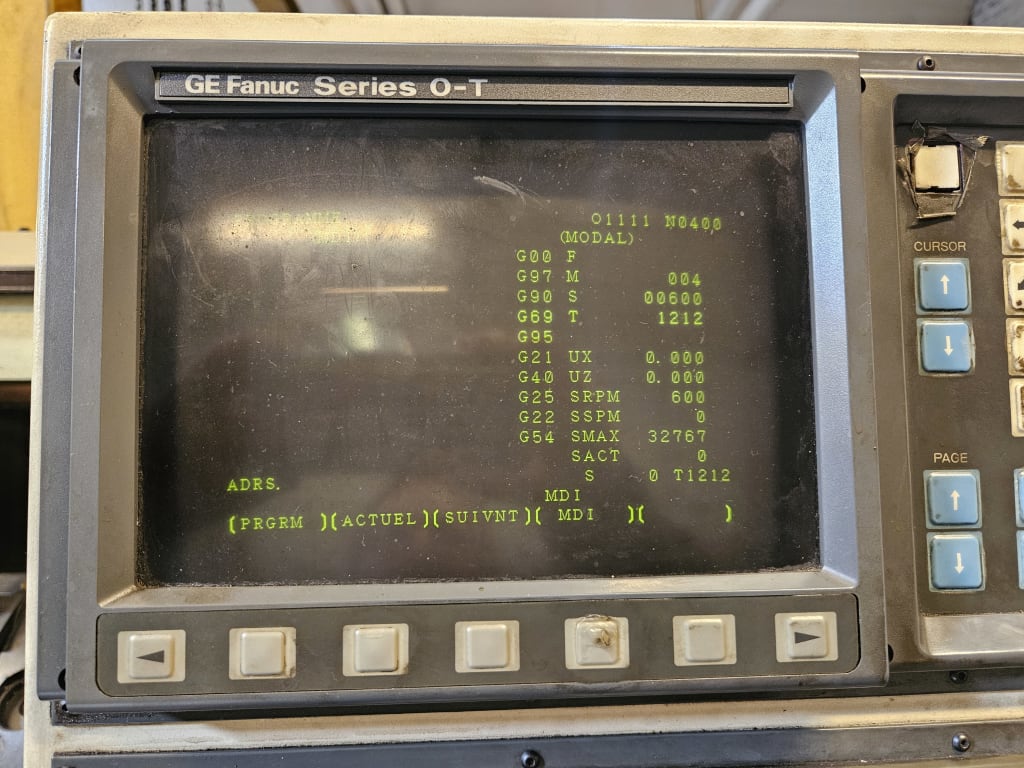 GE Fanuc Series O-T
O1111 N0400
(MODAL)
G00 F
G97 M 004
G90 S 00600
G69 T 1212
G95
G21 UX 0.000
G40 UZ 0.000
G25 SRPM 600
G22 SSPM 0
G54 SMAX 32767
SACT 0
ADRS. S 0 T1212
MDI
(PRGRM )(ACTUEL)(SUIVNT)( MDI )( )
CURSOR
PAGE